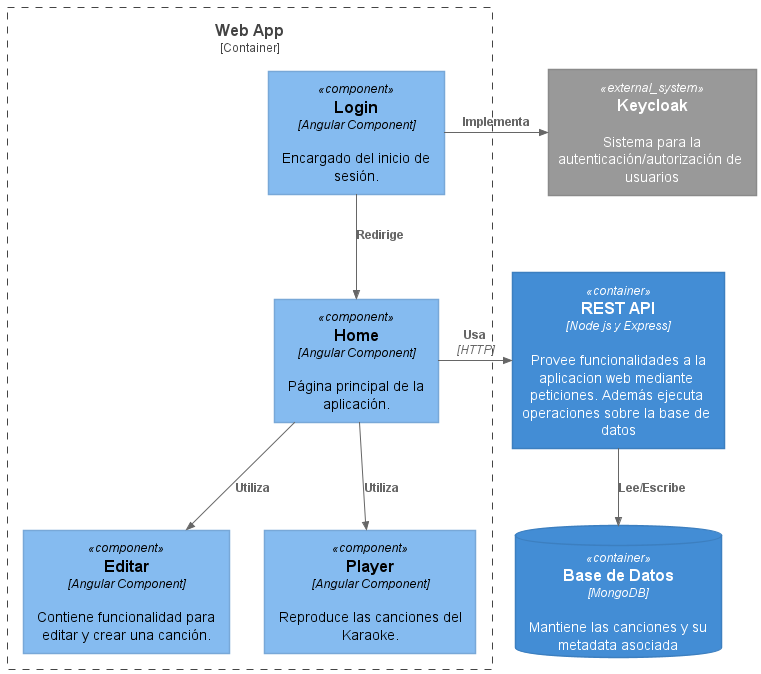 Web App
[Container]
«component»
Login
[Angular Component]
Encargado del inicio de
sesión.
Implementa
«external_system»
Keycloak
Sistema para la
autenticación/autorización de
usuarios
Redirige
«component»
Home
[Angular Component]
Página principal de la
aplicación.
Usa
[HTTP]
«container»
REST API
[Node js y Express]
Provee funcionalidades a la
aplicacion web mediante
peticiones. Además ejecuta
operaciones sobre la base de
datos
Utiliza
Utiliza
Lee/Escribe
«component»
Editar
[Angular Component]
Contiene funcionalidad para
editar y crear una canción.
«component»
Player
[Angular Component]
Reproduce las canciones del
Karaoke.
«container»
Base de Datos
[MongoDB]
Mantiene las canciones y su
metadata asociada